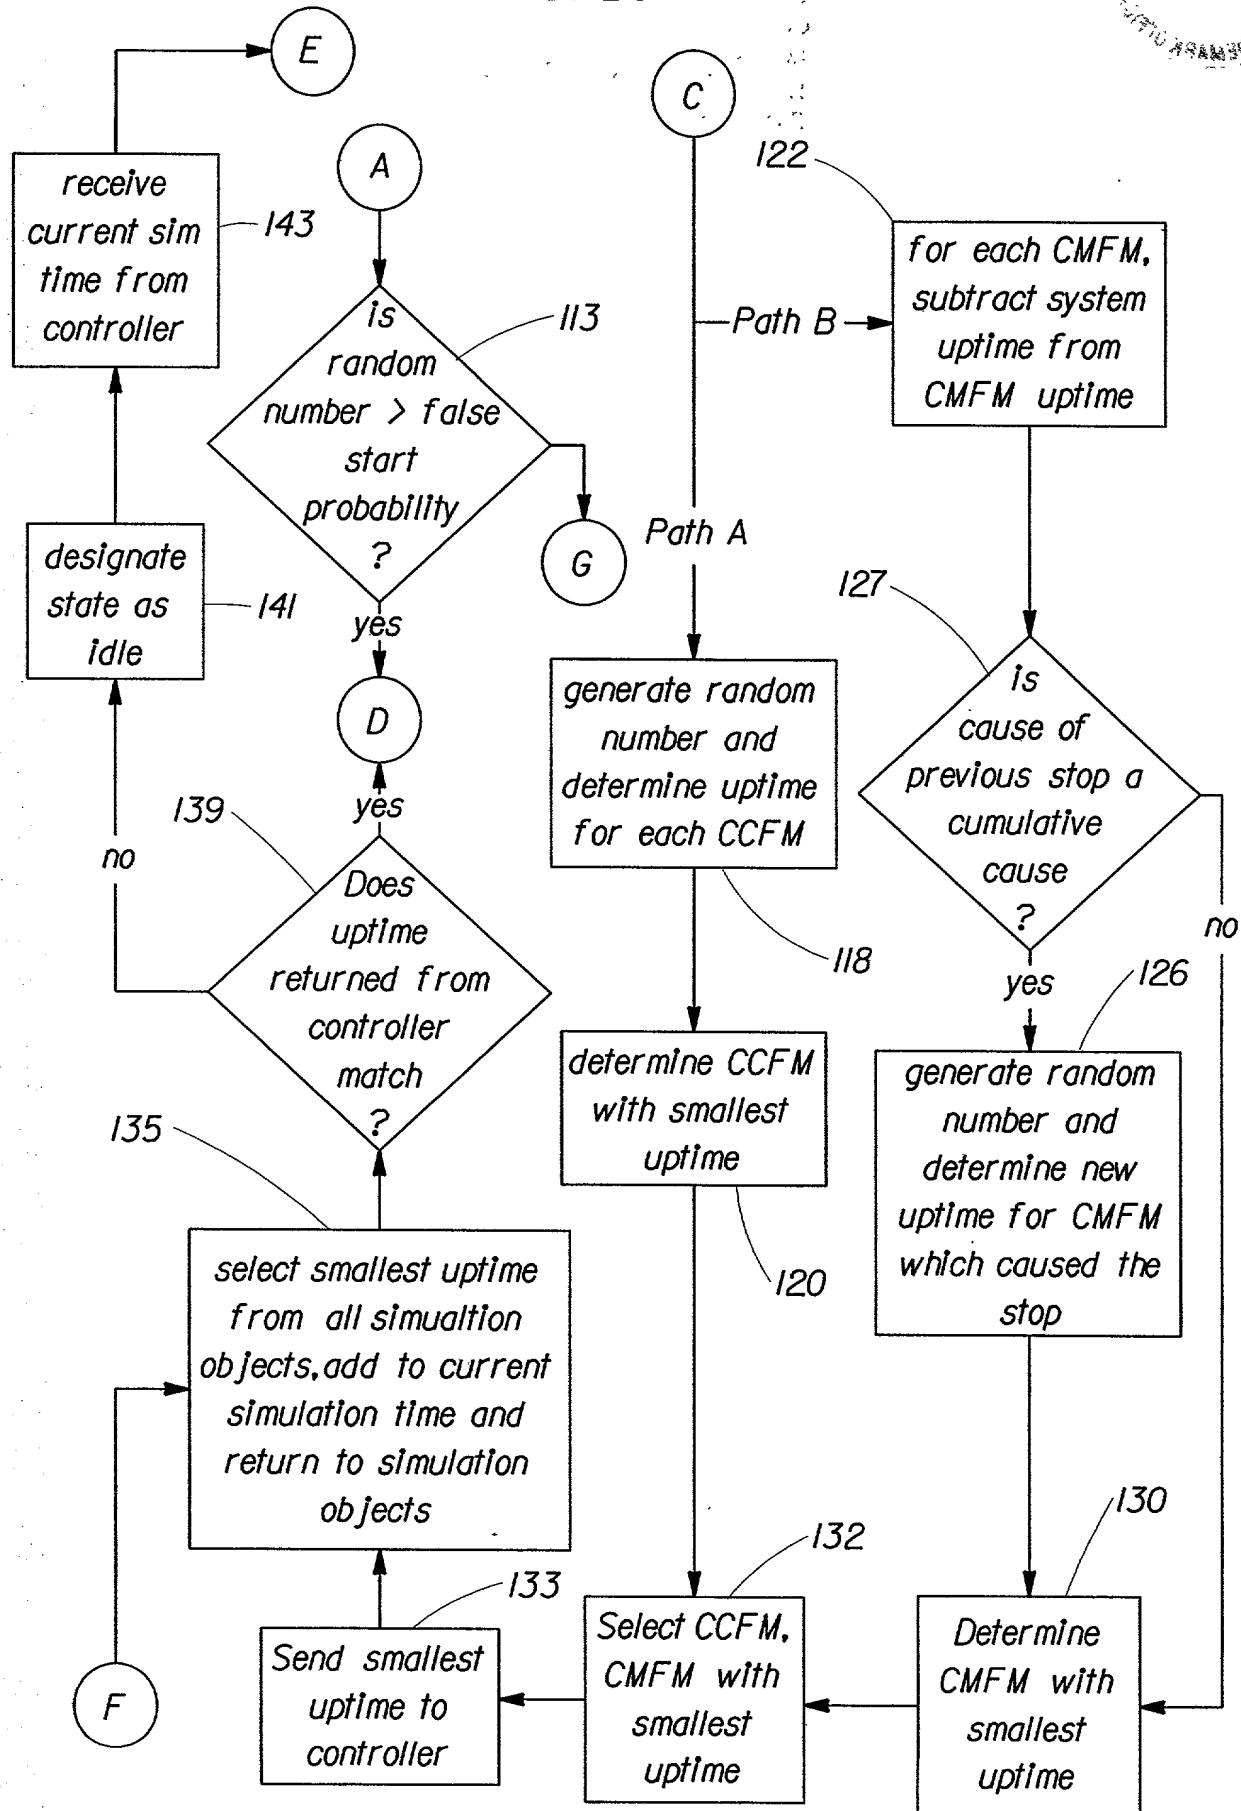 E
C
A
122
receive
current sim
time from
controller
143
for each CMFM,
subtract system
uptime from
CMFM uptime
is
random
number > false
start
probability
?
113
Path B
Path A
G
designate
state as
idle
141
yes
D
yes
127
is
cause of
previous stop a
cumulative
cause
?
generate random
number and
determine uptime
for each CCFM
118
139
no
Does
uptime
returned from
controller
match
?
no
yes
126
determine CCFM
with smallest
uptime
120
generate random
number and
determine new
uptime for CMFM
which caused the
stop
135
select smallest uptime
from all simualtion
objects, add to current
simulation time and
return to simulation
objects
130
132
133
F
Send smallest
uptime to
controller
Select CCFM,
CMFM with
smallest
uptime
Determine
CMFM with
smallest
uptime